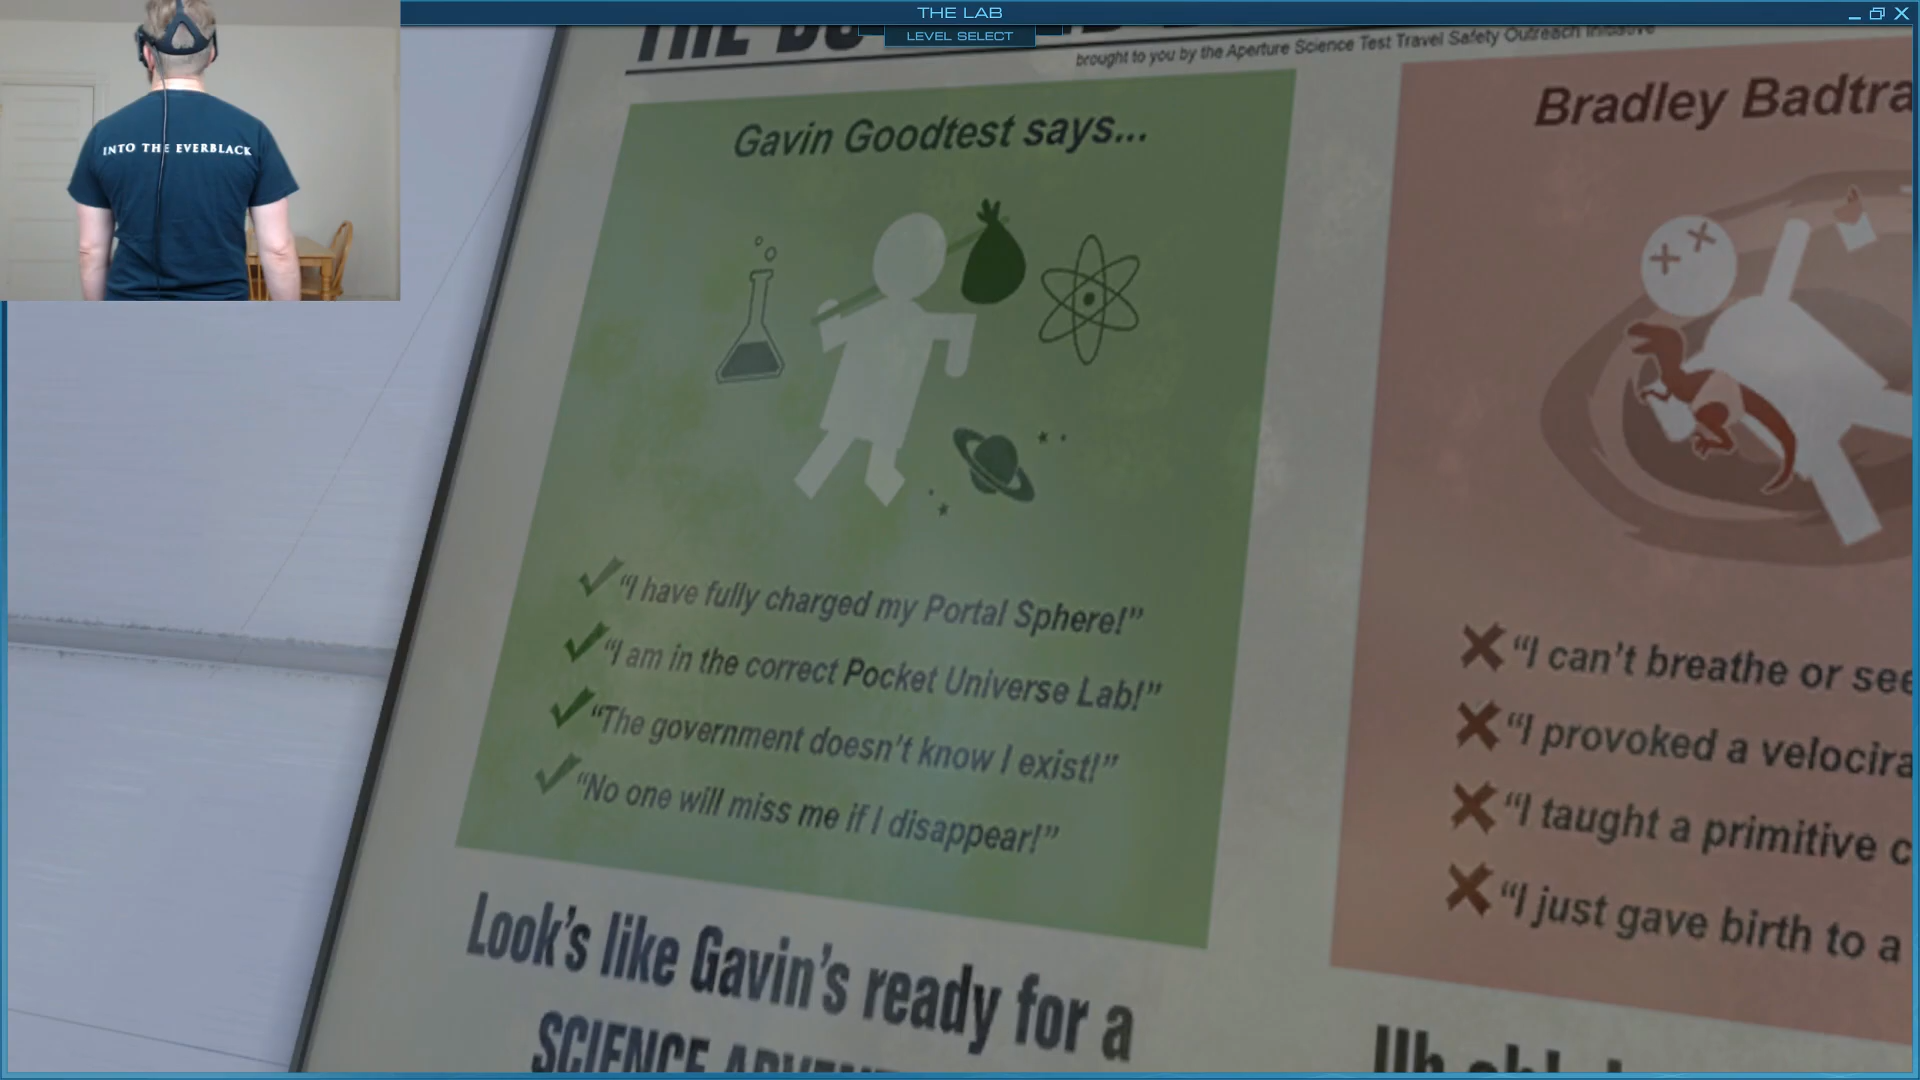 THE LAB
LEVEL SELECT
INTO THE EVERBLACK
brought to you by the Aperture Science Test Travel Safety Outreach Initiative
Gavin Goodtest says...
“I have fully charged my Portal Sphere!”
“I am in the correct Pocket Universe Lab!”
“The government doesn't know I exist!”
“No one will miss me if I disappear!”
Look's like Gavin's ready for a
SCIENCE
Bradley
“I can't breathe or see
“I provoked a
“I taught a primitive
“I just gave birth to a